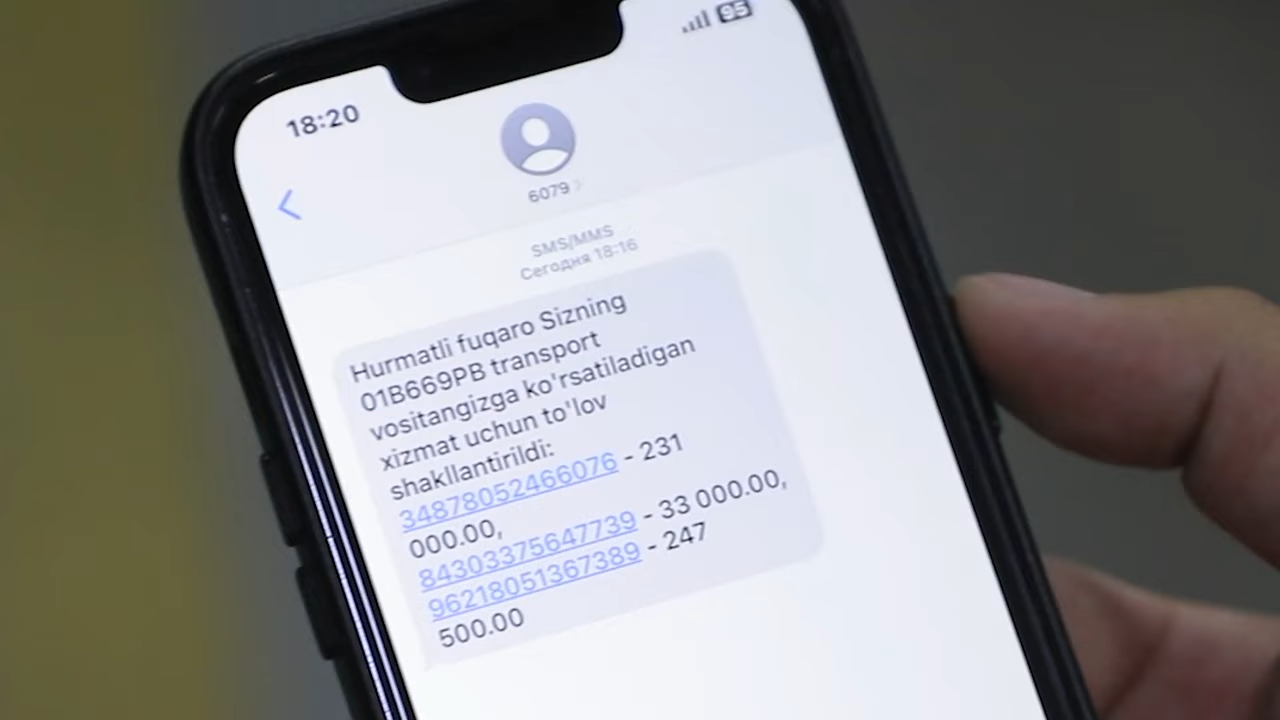 18:20
95
6079
SMS/MMS
Сегодня 18:16
Hurmatli fuqaro Sizning
01B669PB transport
vositangizga ko'rsatiladigan
xizmat uchun to'lov
shakllantirildi:
34878052466076 - 231
000.00,
84303375647739 - 33 000.00,
96218051367389 - 247
500.00